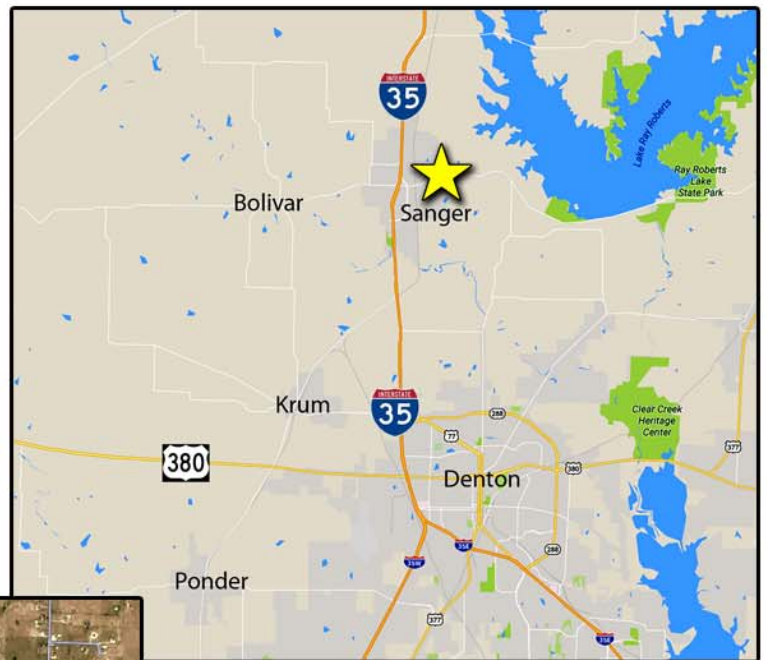 INTERSTATE
35
Lake Ray Roberts
Ray Roberts
Lake
State Park
Bolivar
Sanger
Krum
INTERSTATE
35
288
77
Clear Creek
Heritage
Center
377
380
Denton
380
35E
35W
288
Ponder
377
35E